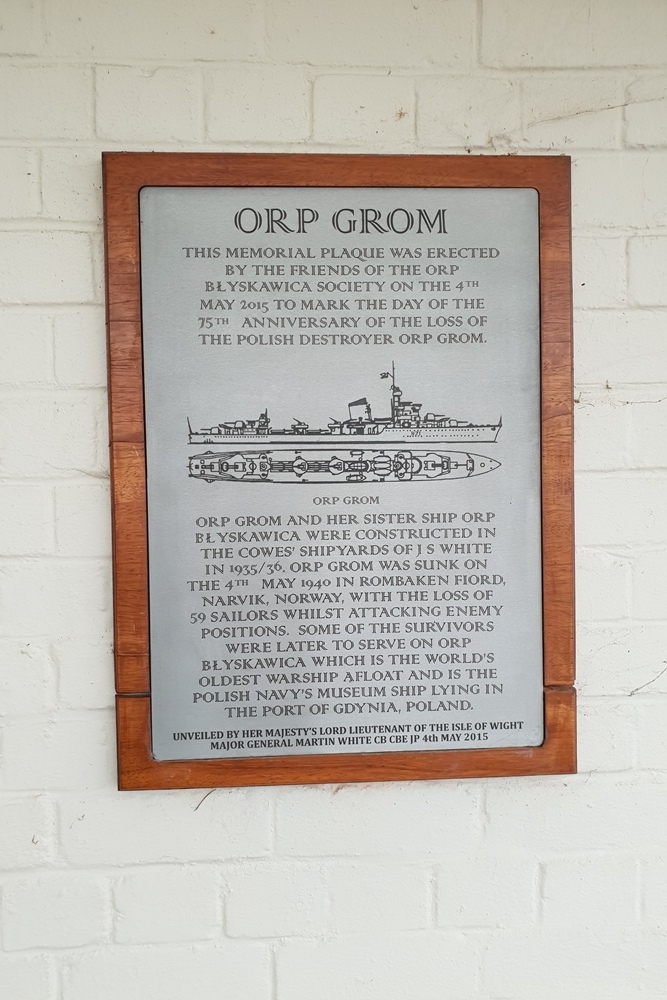 ORP GROM
THIS MEMORIAL PLAQUE WAS ERECTED
BY THE FRIENDS OF THE ORP
BŁYSKAWICA SOCIETY ON THE 4TH
MAY 2015 TO MARK THE DAY OF THE
75TH ANNIVERSARY OF THE LOSS OF
THE POLISH DESTROYER ORP GROM.
ORP GROM
ORP GROM AND HER SISTER SHIP ORP
BŁYSKAWICA WERE CONSTRUCTED IN
THE COWES' SHIPYARDS OF J S WHITE
IN 1935/36. ORP GROM WAS SUNK ON
THE 4TH MAY 1940 IN ROMBAKEN FIORD,
NARVIK, NORWAY, WITH THE LOSS OF
59 SAILORS WHILST ATTACKING ENEMY
POSITIONS. SOME OF THE SURVIVORS
WERE LATER TO SERVE ON ORP
BŁYSKAWICA WHICH IS THE WORLD'S
OLDEST WARSHIP AFLOAT AND IS THE
POLISH NAVY'S MUSEUM SHIP LYING IN
THE PORT OF GDYNIA, POLAND.
UNVEILED BY HER MAJESTY'S LORD LIEUTENANT OF THE ISLE OF WIGHT
MAJOR GENERAL MARTIN WHITE CB CBE JP 4th MAY 2015